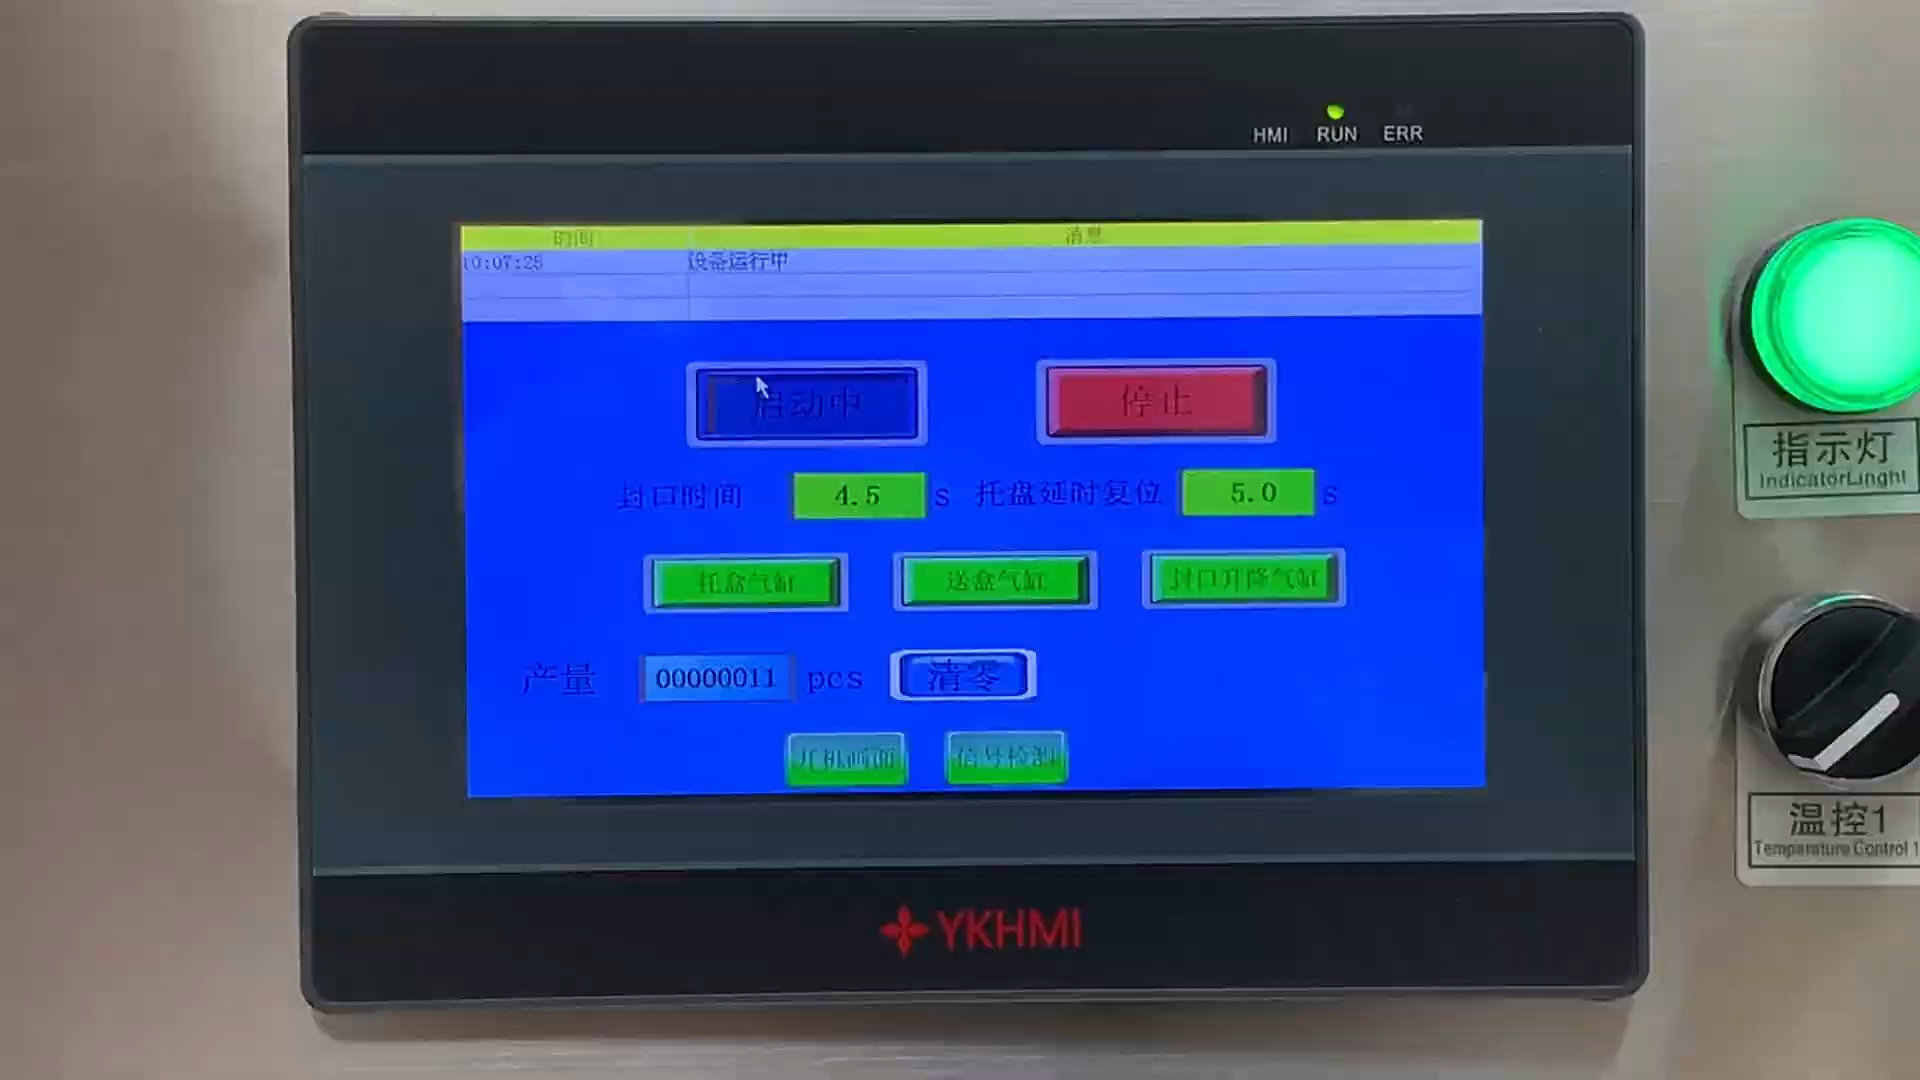 HMI RUN ERR
时间 消息
10:07:25 设备运行中
启动中 停止
封口时间 4.5 s 托盘延时复位 5.0 s
托盒气缸 送盒气缸 封口升降气缸
产量 00000011 pcs 清零
开机画面 信号检测
YKHMI
指示灯
IndicatorLinght
温控1
Temperature Control 1